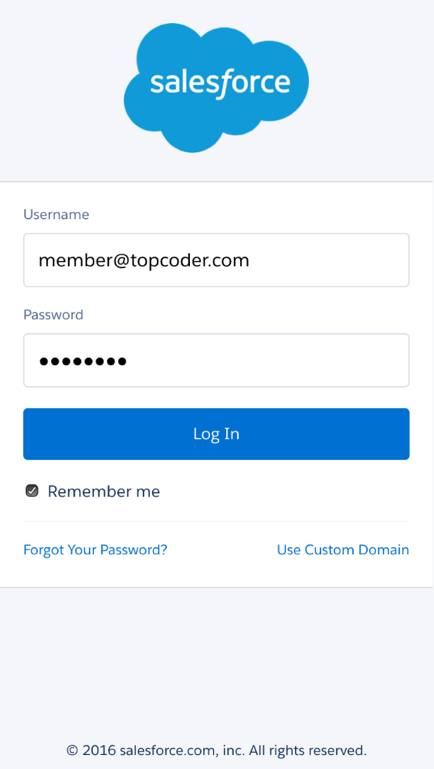 salesforce
Username
member@topcoder.com
Password
Log In
Remember me
Forgot Your Password? Use Custom Domain
© 2016 salesforce.com, inc. All rights reserved.